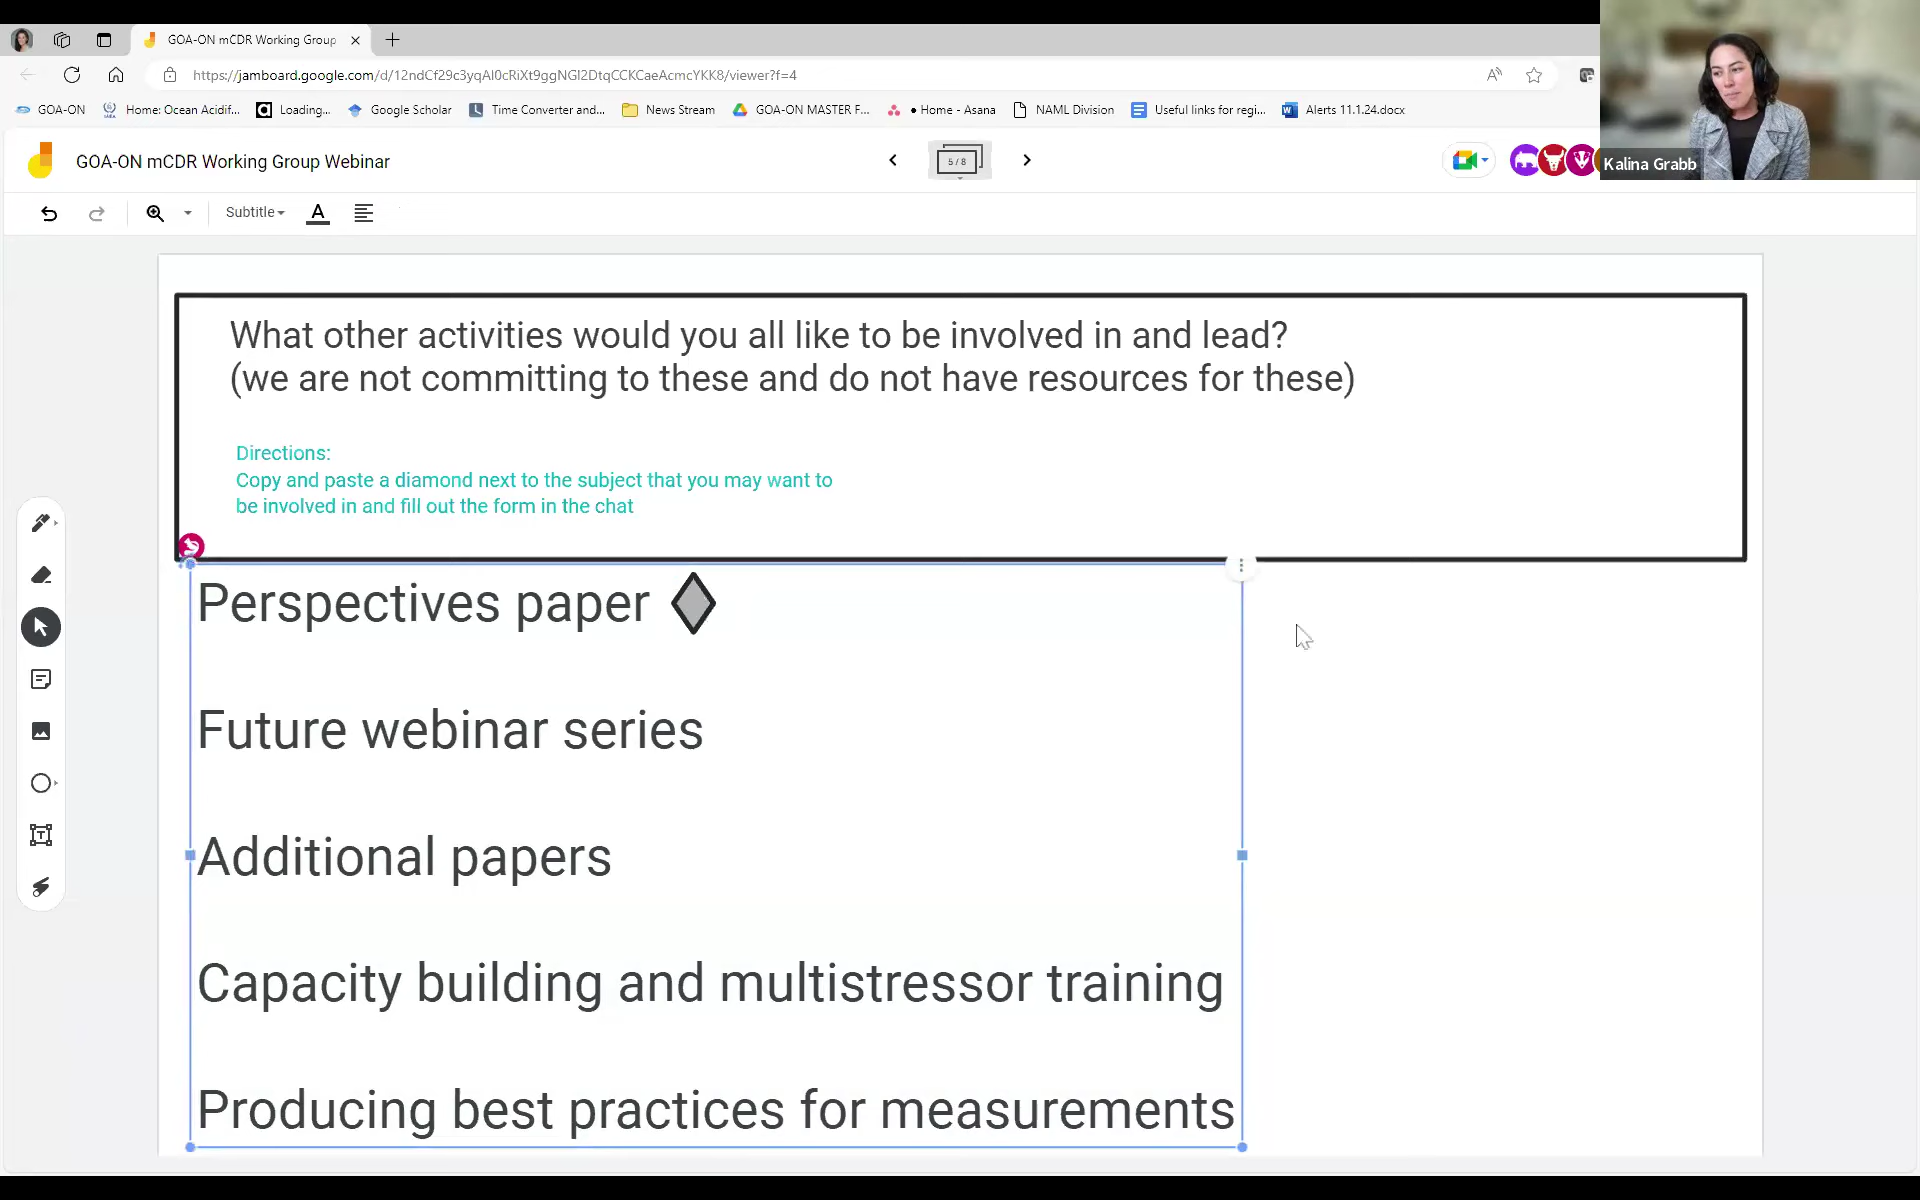 GOA-ON mCDR Working Group
https://jamboard.google.com/d/12ndCf29c3yqAI0cRiXt9ggNGl2DtqCCKCaeAcmcYKK8/viewer?f=4
GOA-ON
Home: Ocean Acidif...
Loading...
Google Scholar
Time Converter and...
News Stream
GOA-ON MASTER F...
● Home - Asana
NAML Division
Useful links for regi...
Alerts 11.1.24.docx
Kalina Grabb
GOA-ON mCDR Working Group Webinar
5 / 8
Subtitle
What other activities would you all like to be involved in and lead?
(we are not committing to these and do not have resources for these)
Directions:
Copy and paste a diamond next to the subject that you may want to
be involved in and fill out the form in the chat
Perspectives paper
Future webinar series
Additional papers
Capacity building and multistressor training
Producing best practices for measurements